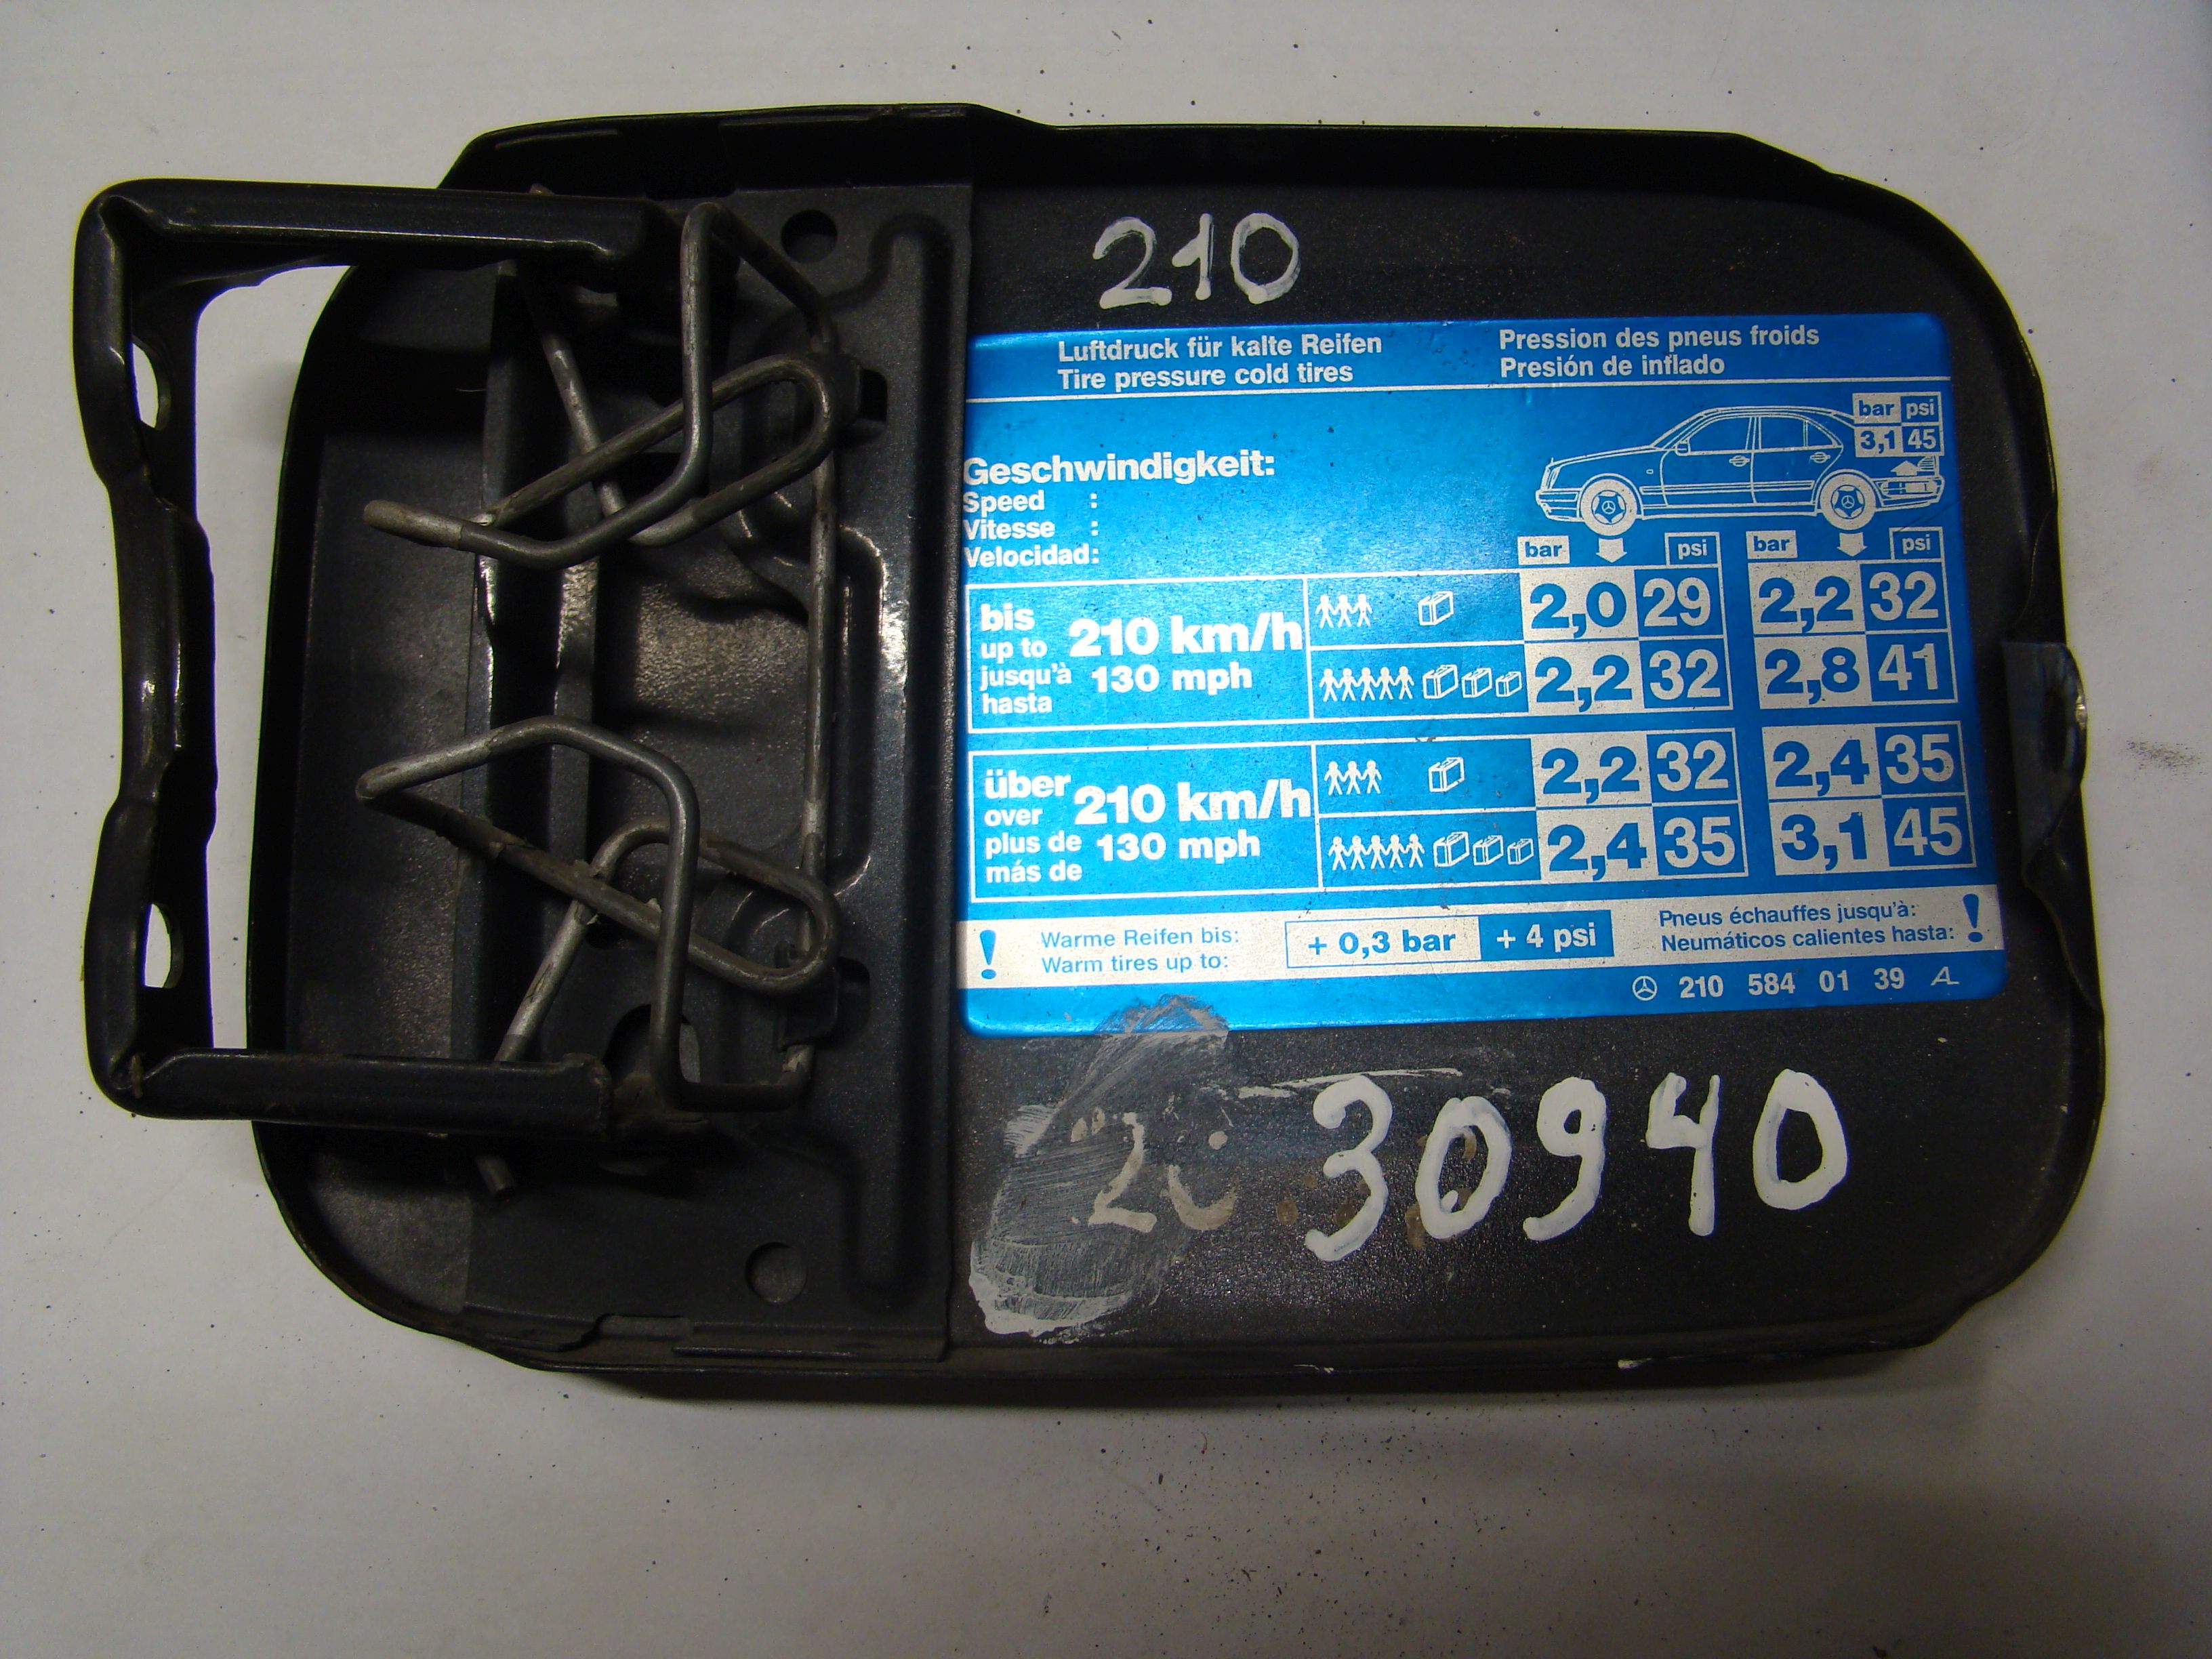 210
Luftdruck für kalte Reifen
Tire pressure cold tires
Pression des pneus froids
Presión de inflado
bar psi
3,1 45
Geschwindigkeit:
Speed :
Vitesse :
Velocidad:
bar psi bar psi
bis
up to
jusqu'à
hasta
210 km/h
130 mph
2,0 29 2,2 32
2,2 32 2,8 41
über
over
plus de
más de
210 km/h
130 mph
2,2 32 2,4 35
2,4 35 3,1 45
! Warme Reifen bis:
Warm tires up to:
+ 0,3 bar + 4 psi
Pneus échauffes jusqu'à:
Neumáticos calientes hasta: !
210 584 01 39 A
30940